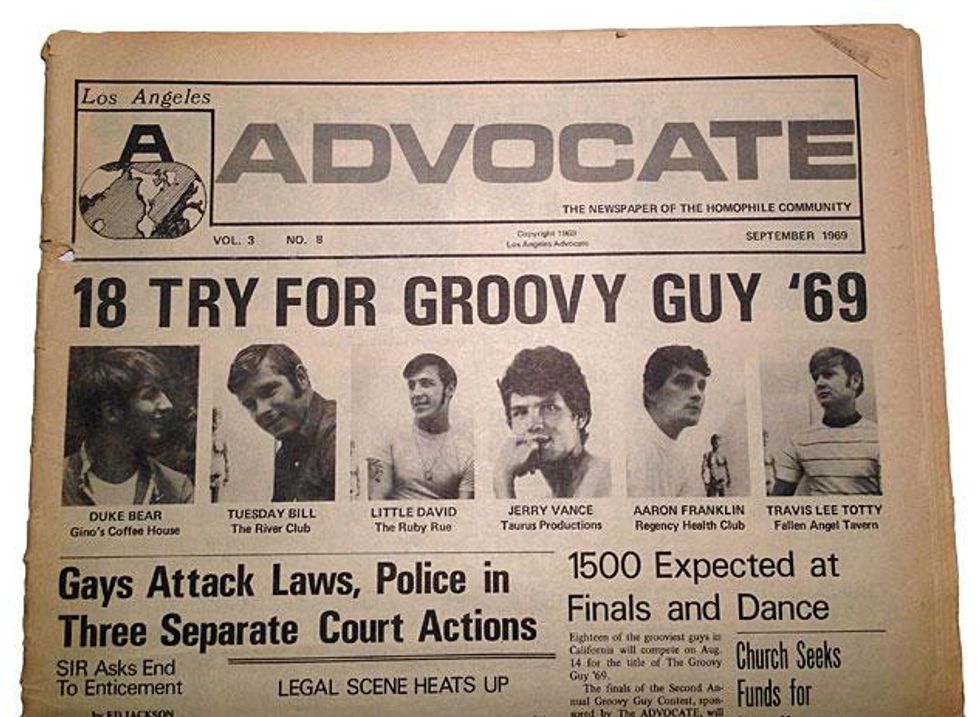 Los Angeles
A
ADVOCATE
THE NEWSPAPER OF THE HOMOPHILE COMMUNITY
VOL. 3 NO. 8
Copyright 1969
Los Angeles Advocate
SEPTEMBER 1969
18 TRY FOR GROOVY GUY '69
DUKE BEAR
Gino's Coffee House
TUESDAY BILL
The River Club
LITTLE DAVID
The Ruby Rue
JERRY VANCE
Taurus Productions
AARON FRANKLIN
Regency Health Club
TRAVIS LEE TOTTY
Fallen Angel Tavern
Gays Attack Laws, Police in
Three Separate Court Actions
SIR Asks End
To Enticement
by ED JACKSON
LEGAL SCENE HEATS UP
1500 Expected at
Finals and Dance
Eighteen of the grooviest guys in
California will compete on Aug.
14 for the title of The Groovy
Guy '69.
The finals of the Second An-
nual Groovy Guy Contest, spon-
sored by The ADVOCATE, will
Church Seeks
Funds for